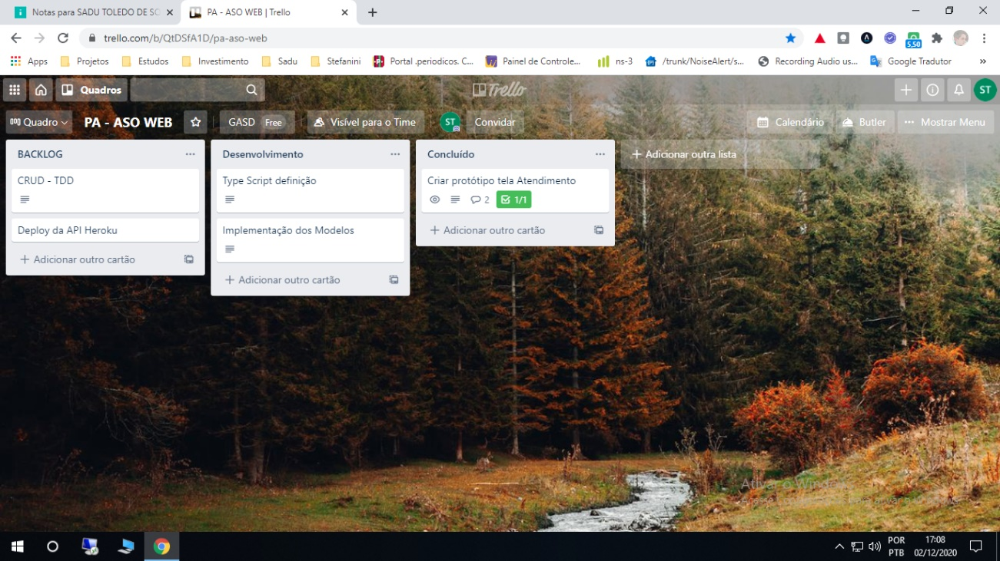 Notas para SADU TOLEDO DE SC
PA - ASO WEB | Trello
trello.com/b/QtDSfA1D/pa-aso-web
5,50
Apps
Projetos
Estudos
Investimento
Sadu
Stefanini
Portal .periodicos. C...
Painel de Controle...
ns-3
/trunk/NoiseAlert/s...
Recording Audio us...
Google Tradutor
»
Quadros
Trello
ST
Quadro
PA - ASO WEB
GASD Free
Visível para o Time
ST
Convidar
Calendário
Butler
Mostrar Menu
BACKLOG
CRUD - TDD
Deploy da API Heroku
+ Adicionar outro cartão
Desenvolvimento
Type Script definição
Implementação dos Modelos
+ Adicionar outro cartão
Concluído
Criar protótipo tela Atendimento
2
1/1
+ Adicionar outro cartão
+ Adicionar outra lista
Ativar o Windows
POR
PTB
17:08
02/12/2020